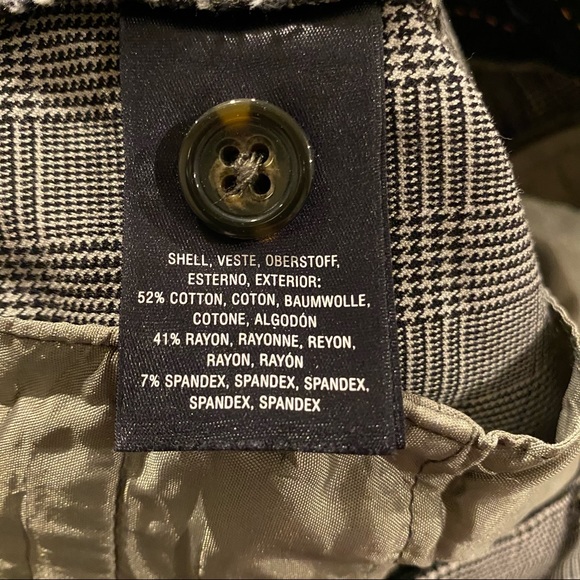 SHELL, VESTE, OBERSTOFF,
ESTERNO, EXTERIOR:
52% COTTON, COTON, BAUMWOLLE,
COTONE, ALGODÓN
41% RAYON, RAYONNE, REYON,
RAYON, RAYÓN
7% SPANDEX, SPANDEX, SPANDEX,
SPANDEX, SPANDEX